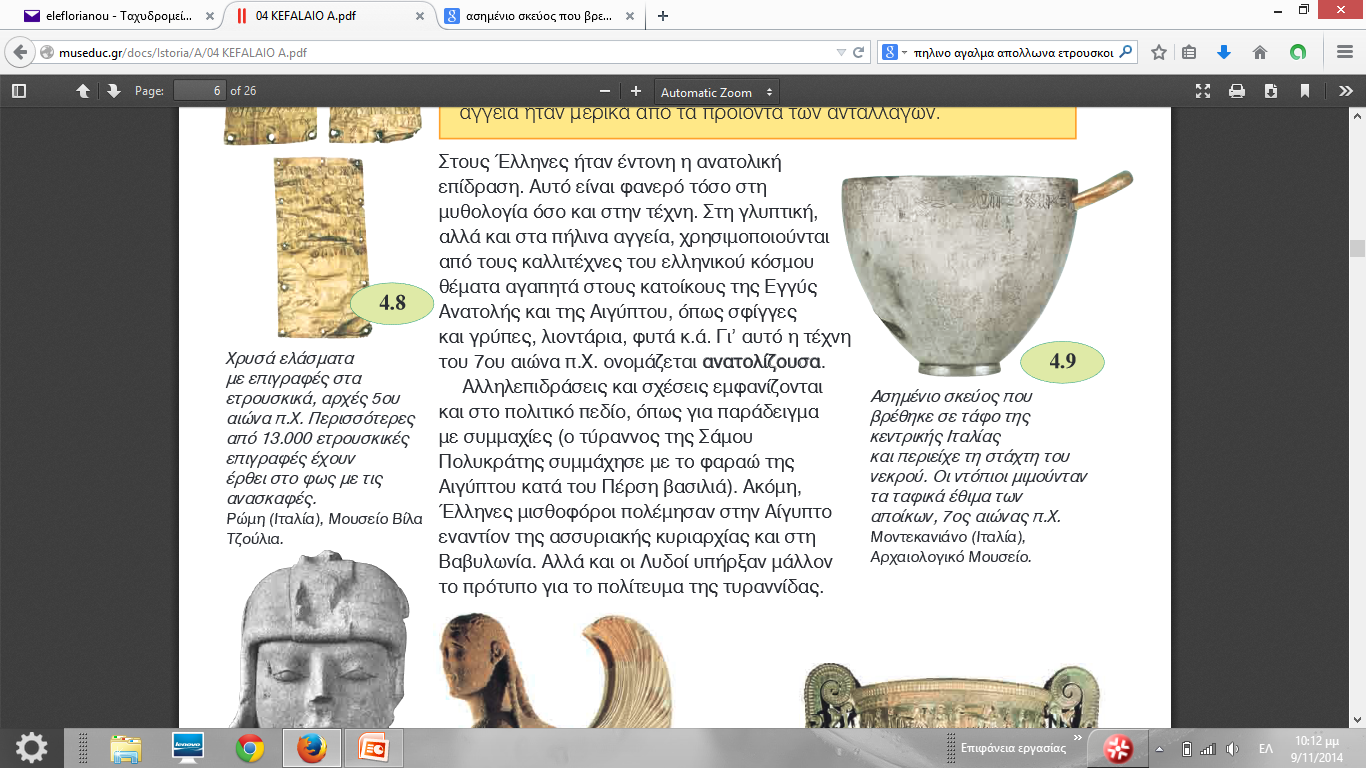 eleflorianou - Ταχυδρομεί...
04 KEFALAIO A.pdf
ασημένιο σκεύος που βρε...
museduc.gr/docs/Istoria/A/04 KEFALAIO A.pdf
πηλινο αγαλμα απολλωνα ετρουσκοι
Page: 6 of 26
Automatic Zoom
αγγεία ήταν μερικά από τα προϊόντα των ανταλλαγών.
Στους Έλληνες ήταν έντονη η ανατολική
επίδραση. Αυτό είναι φανερό τόσο στη
μυθολογία όσο και στην τέχνη. Στη γλυπτική,
αλλά και στα πήλινα αγγεία, χρησιμοποιούνται
από τους καλλιτέχνες του ελληνικού κόσμου
θέματα αγαπητά στους κατοίκους της Εγγύς
Ανατολής και της Αιγύπτου, όπως σφίγγες
και γρύπες, λιοντάρια, φυτά κ.ά. Γι' αυτό η τέχνη
του 7ου αιώνα π.Χ. ονομάζεται ανατολίζουσα.
Αλληλεπιδράσεις και σχέσεις εμφανίζονται
και στο πολιτικό πεδίο, όπως για παράδειγμα
με συμμαχίες (ο τύραννος της Σάμου
Πολυκράτης συμμάχησε με το φαραώ της
Αιγύπτου κατά του Πέρση βασιλιά). Ακόμη,
Έλληνες μισθοφόροι πολέμησαν στην Αίγυπτο
εναντίον της ασσυριακής κυριαρχίας και στη
Βαβυλωνία. Αλλά και οι Λυδοί υπήρξαν μάλλον
το πρότυπο για το πολίτευμα της τυραννίδας.
4.8
Χρυσά ελάσματα
με επιγραφές στα
ετρουσκικά, αρχές 5ου
αιώνα π.Χ. Περισσότερες
από 13.000 ετρουσκικές
επιγραφές έχουν
έρθει στο φως με τις
ανασκαφές.
Ρώμη (Ιταλία), Μουσείο Βίλα
Τζούλια.
4.9
Ασημένιο σκεύος που
βρέθηκε σε τάφο της
κεντρικής Ιταλίας
και περιείχε τη στάχτη του
νεκρού. Οι ντόπιοι μιμούνταν
τα ταφικά έθιμα των
αποίκων, 7ος αιώνας π.Χ.
Μοντεκανιάνο (Ιταλία),
Αρχαιολογικό Μουσείο.
lenovo
Επιφάνεια εργασίας
ΕΛ
10:12 μμ
9/11/2014